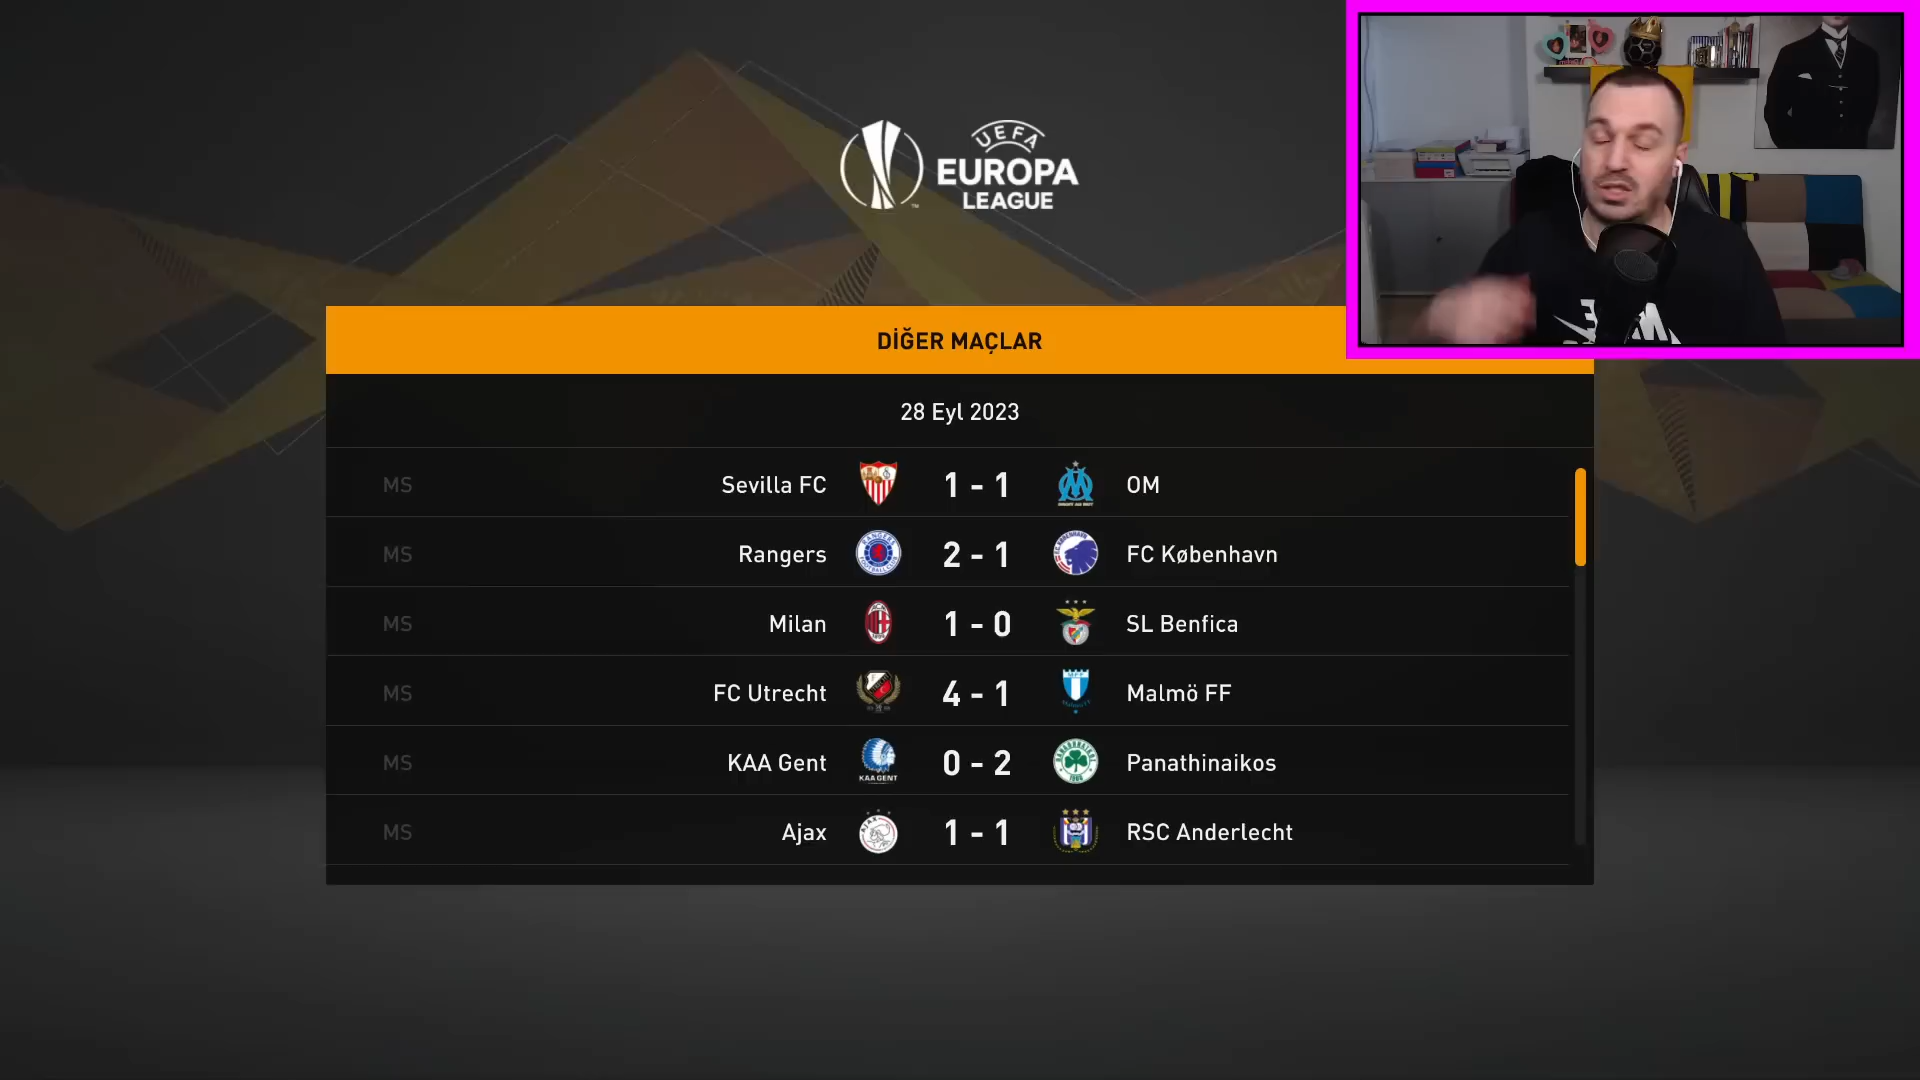 UEFA
EUROPA
LEAGUE
DİĞER MAÇLAR
28 Eyl 2023
MS Sevilla FC 1 - 1 OM
MS Rangers 2 - 1 FC København
MS Milan 1 - 0 SL Benfica
MS FC Utrecht 4 - 1 Malmö FF
MS KAA Gent 0 - 2 Panathinaikos
KAA GENT
MS Ajax 1 - 1 RSC Anderlecht